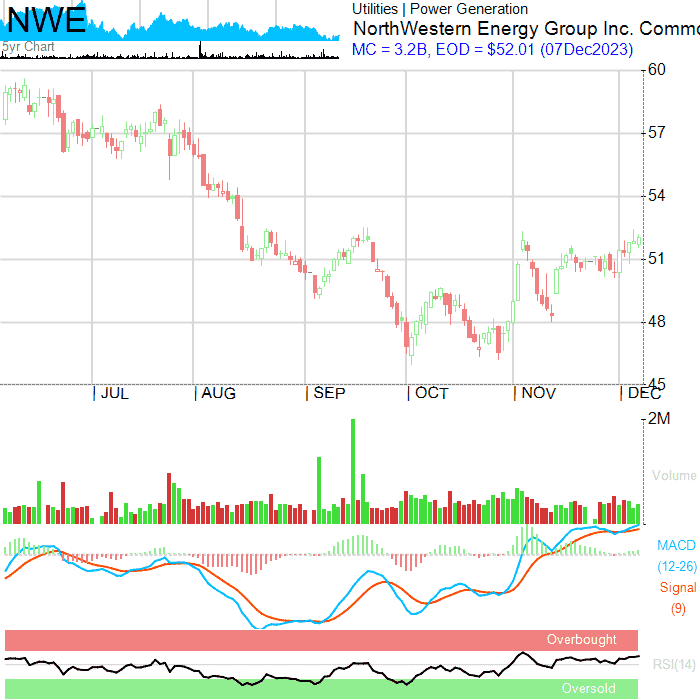 NWE
5yr Chart
Utilities | Power Generation
NorthWestern Energy Group Inc. Commo
MC = 3.2B, EOD = $52.01 (07Dec2023)
60
57
54
51
48
45
JUL AUG SEP OCT NOV DEC
2M
Volume
MACD
(12-26)
Signal
(9)
Overbought
RSI(14)
Oversold